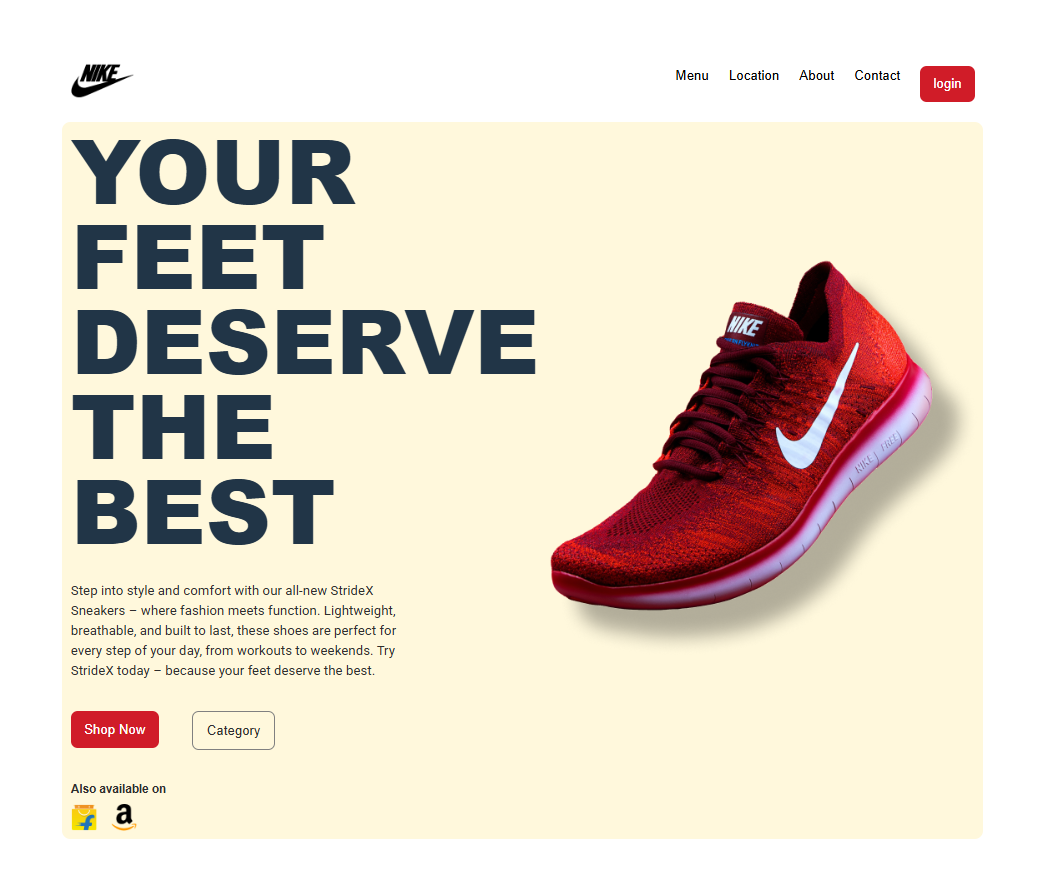 NIKE
Menu Location About Contact login
YOUR
FEET
DESERVE
THE
BEST
NIKE
NIKE FREE
Step into style and comfort with our all-new StrideX
Sneakers – where fashion meets function. Lightweight,
breathable, and built to last, these shoes are perfect for
every step of your day, from workouts to weekends. Try
StrideX today – because your feet deserve the best.
Shop Now Category
Also available on
f a